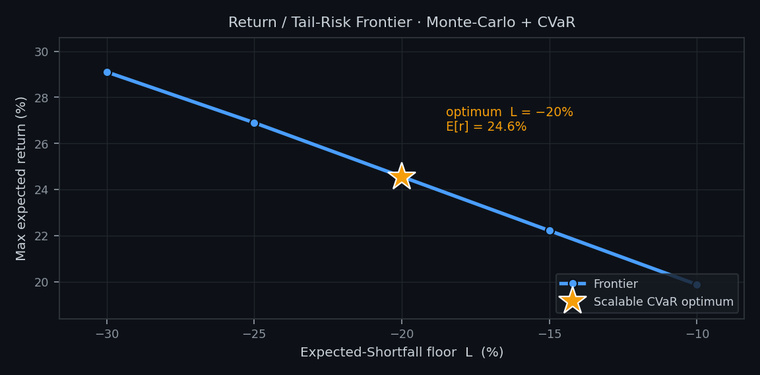 Return / Tail-Risk Frontier · Monte-Carlo + CVaR
30
28
26
24
22
20
Max expected return (%)
optimum  L = −20%
E[r] = 24.6%
Frontier
Scalable CVaR optimum
−30
−25
−20
−15
−10
Expected-Shortfall floor  L  (%)